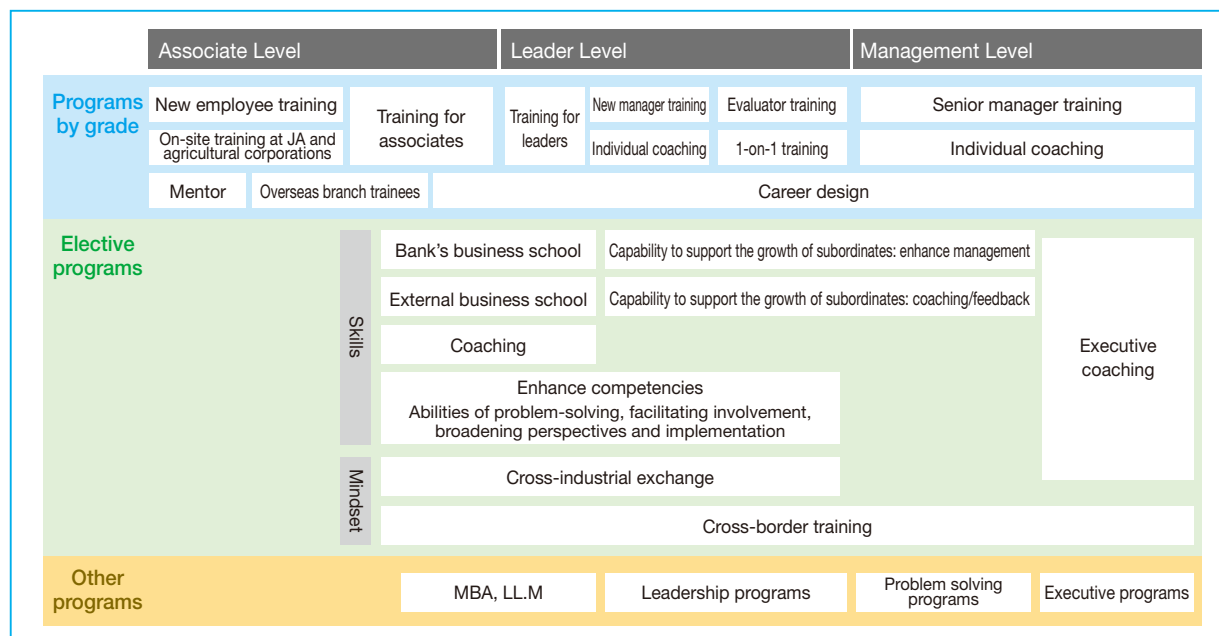 Associate Level
Leader Level
Management Level
Programs
by grade
New employee training
On-site training at JA and
agricultural corporations
Training for
associates
Training for
leaders
New manager training
Individual coaching
Evaluator training
1-on-1 training
Senior manager training
Individual coaching
Mentor
Overseas branch trainees
Career design
Elective
programs
Skills
Bank's business school
Capability to support the growth of subordinates: enhance management
External business school
Capability to support the growth of subordinates: coaching/feedback
Coaching
Enhance competencies
Abilities of problem-solving, facilitating involvement,
broadening perspectives and implementation
Executive
coaching
Mindset
Cross-industrial exchange
Cross-border training
Other
programs
MBA, LL.M
Leadership programs
Problem solving
programs
Executive programs